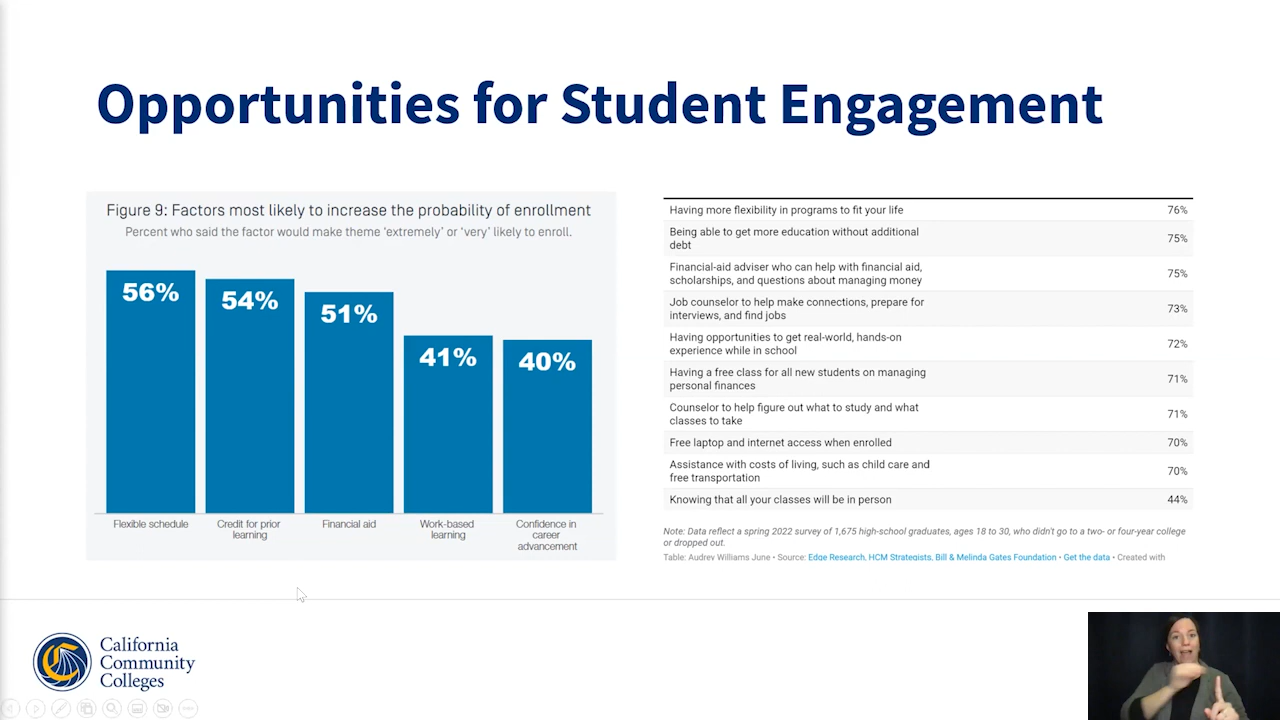 Opportunities for Student Engagement
Figure 9: Factors most likely to increase the probability of enrollment
Percent who said the factor would make theme ‘extremely’ or ‘very’ likely to enroll.
56%
54%
51%
41%
40%
Flexible schedule
Credit for prior
learning
Financial aid
Work-based
learning
Confidence in
career
advancement
Having more flexibility in programs to fit your life 76%
Being able to get more education without additional
debt 75%
Financial-aid adviser who can help with financial aid,
scholarships, and questions about managing money 75%
Job counselor to help make connections, prepare for
interviews, and find jobs 73%
Having opportunities to get real-world, hands-on
experience while in school 72%
Having a free class for all new students on managing
personal finances 71%
Counselor to help figure out what to study and what
classes to take 71%
Free laptop and internet access when enrolled 70%
Assistance with costs of living, such as child care and
free transportation 70%
Knowing that all your classes will be in person 44%
Note: Data reflect a spring 2022 survey of 1,675 high-school graduates, ages 18 to 30, who didn't go to a two- or four-year college
or dropped out.
Table: Audrey Williams June • Source: Edge Research, HCM Strategists, Bill & Melinda Gates Foundation • Get the data • Created with
California
Community
Colleges